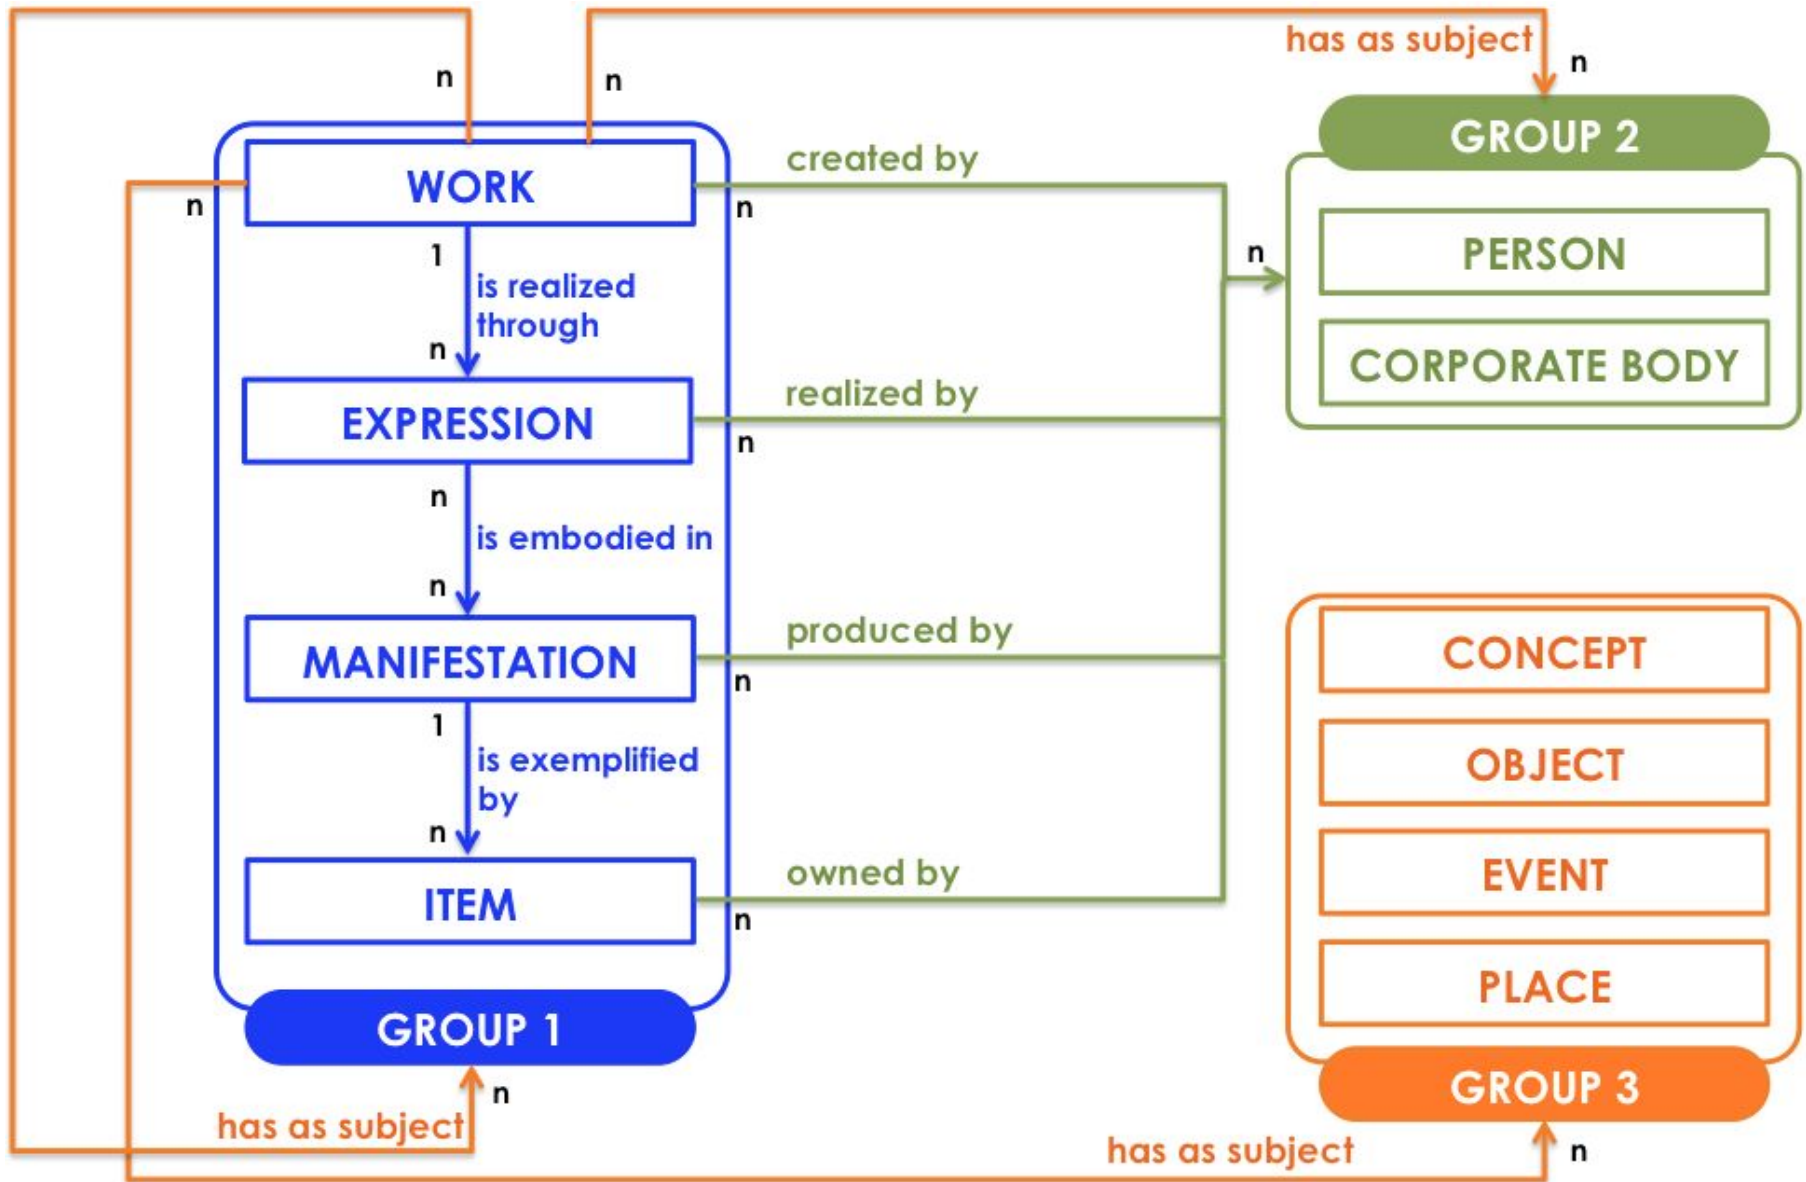 has as subject
n
n
n
GROUP 2
WORK
created by
n
n
PERSON
n
1
is realized
through
n
CORPORATE BODY
EXPRESSION
realized by
n
n
is embodied in
n
MANIFESTATION
produced by
n
CONCEPT
1
is exemplified
by
n
OBJECT
ITEM
owned by
n
EVENT
PLACE
GROUP 1
n
GROUP 3
has as subject
has as subject
n